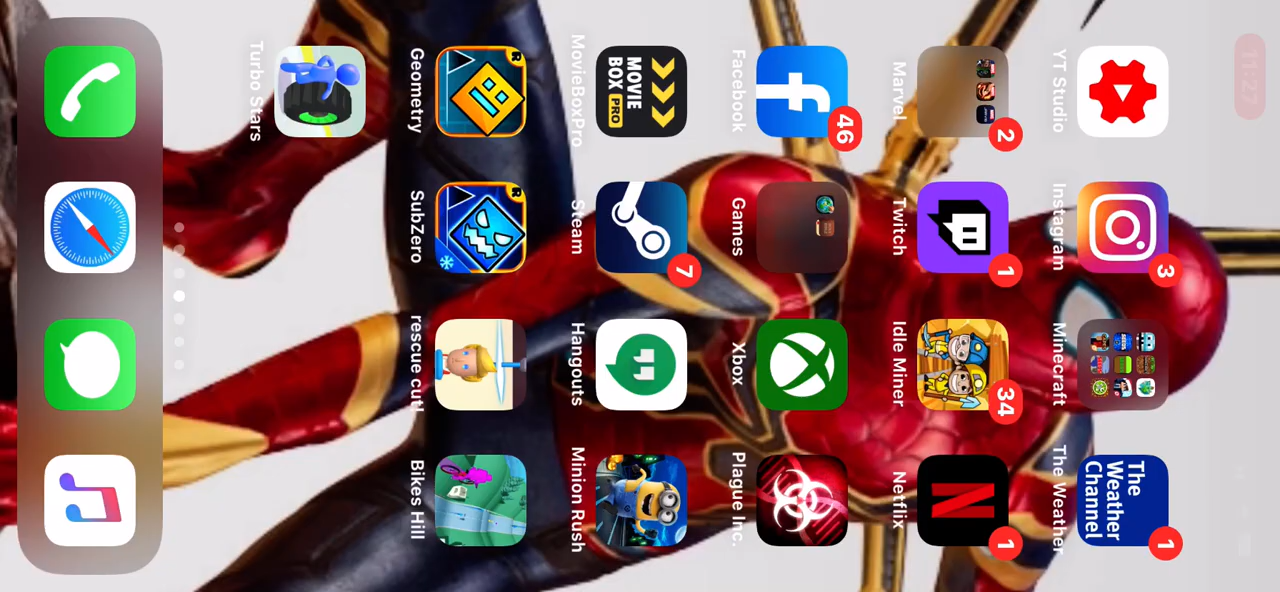 11:27
YT Studio
Instagram
3
Minecraft
The
Weather
Channel
1
The Weather
Marvel
2
Twitch
1
Idle Miner
34
N
Netflix
1
f
Facebook
46
Games
Xbox
Plague Inc.
MOVIE
BOX PRO
MovieBoxPro
Steam
7
Hangouts
Minion Rush
R
Geometry
R
SubZero
rescue cut!
Bikes Hill
Turbo Stars